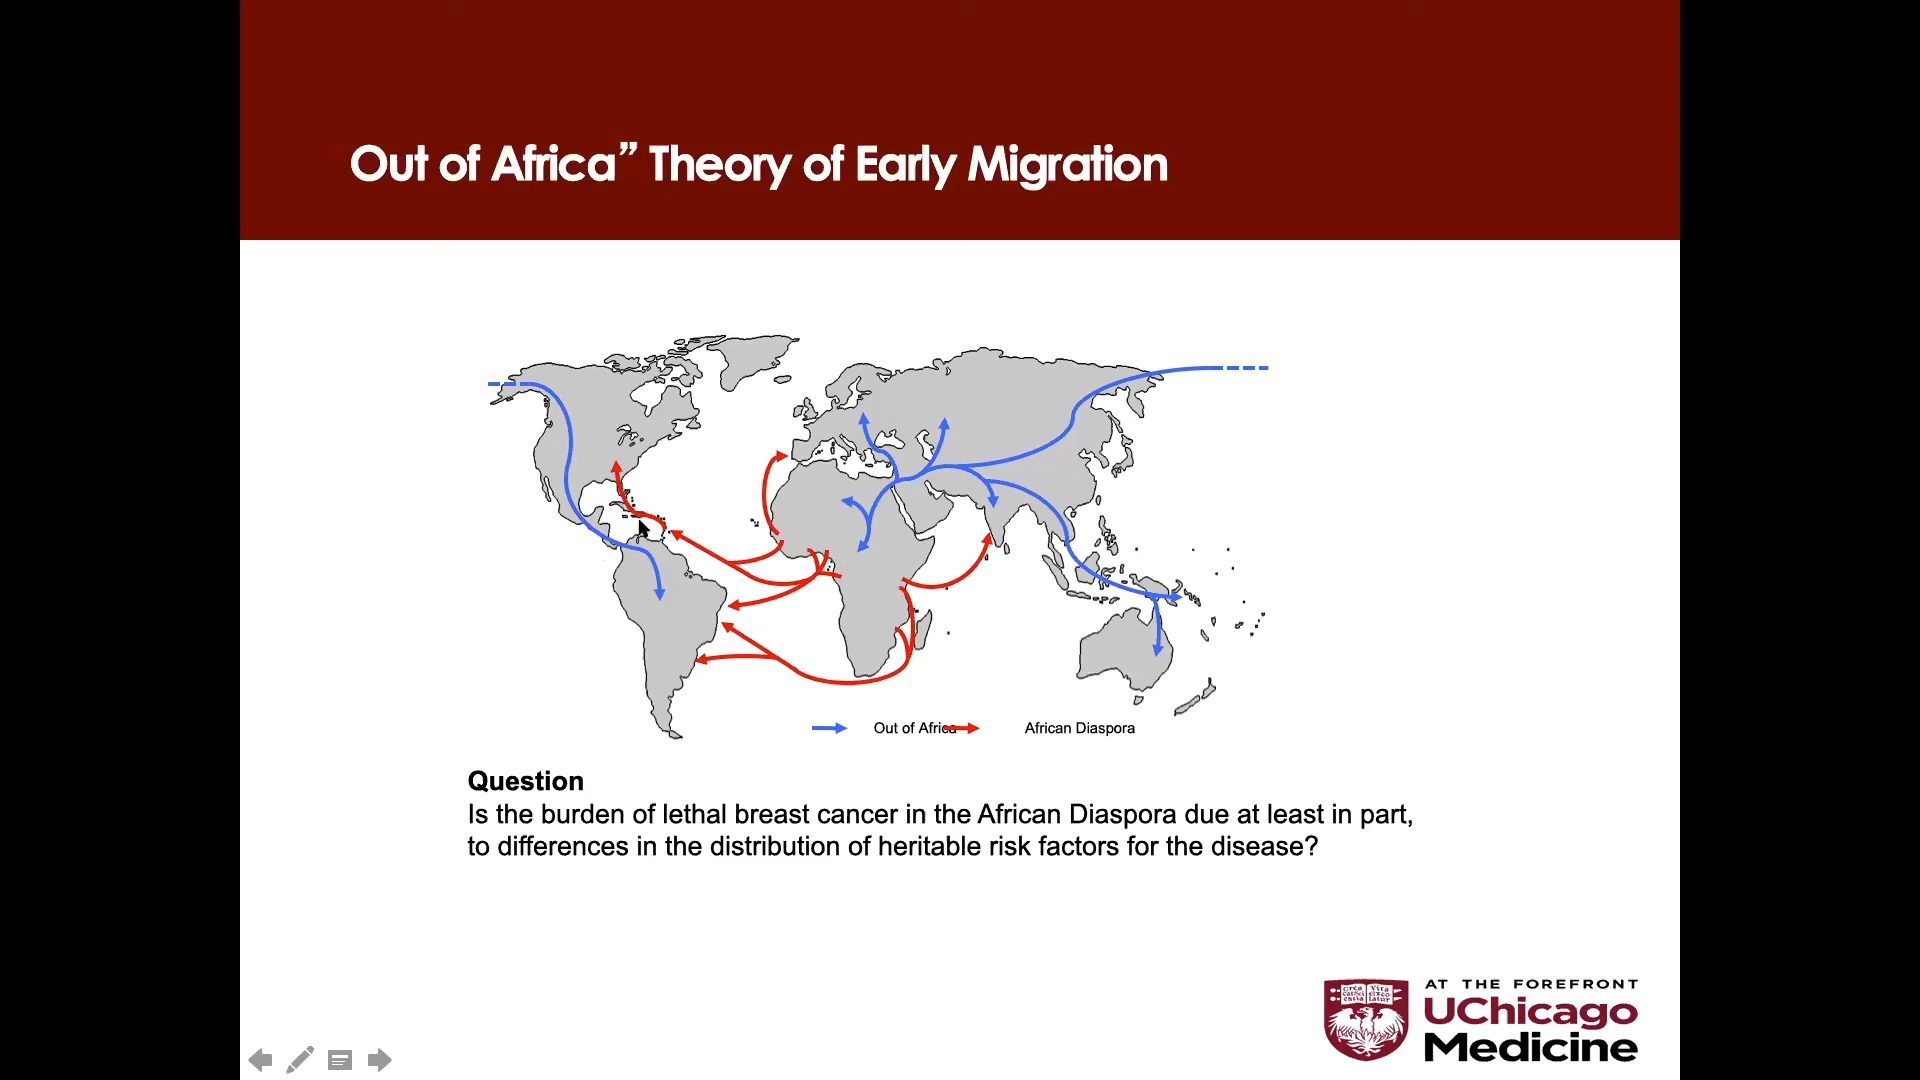 Out of Africa” Theory of Early Migration
Out of Africa
African Diaspora
Question
Is the burden of lethal breast cancer in the African Diaspora due at least in part,
to differences in the distribution of heritable risk factors for the disease?
AT THE FOREFRONT
UChicago
Medicine